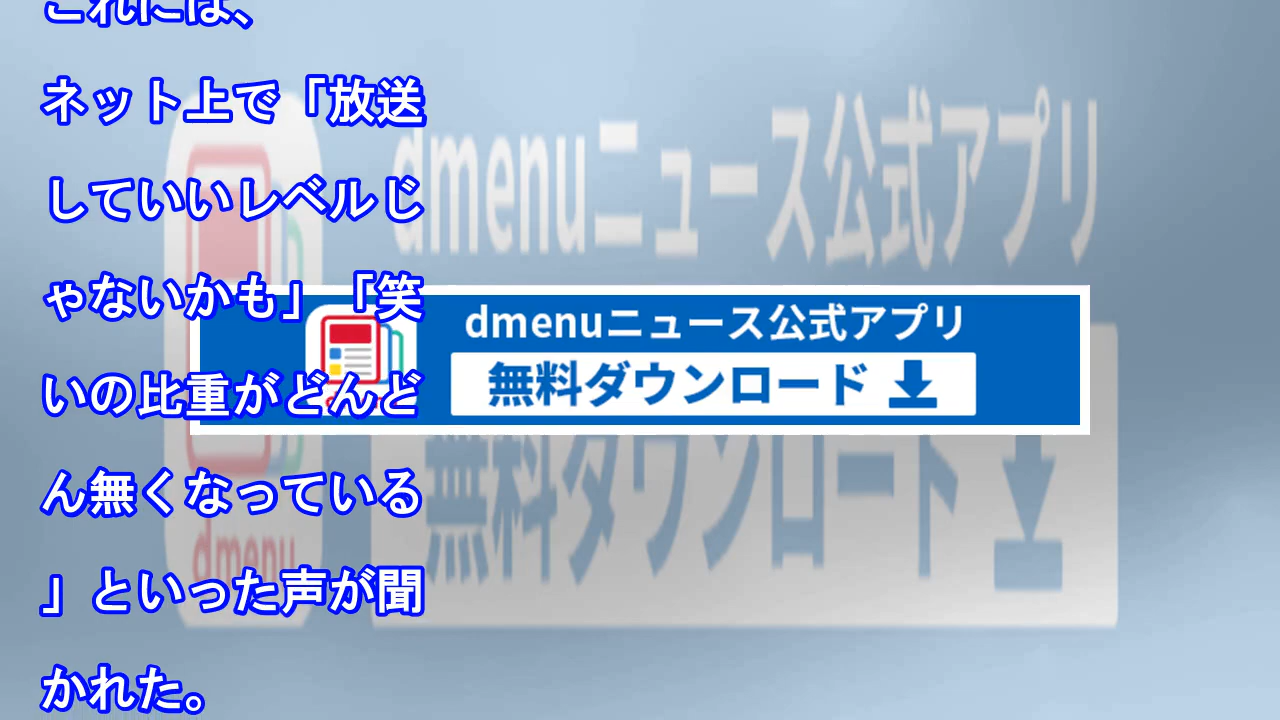 これには、
ネット上で「放送
していいレベルじ
ゃないかも」「笑
いの比重がどんど
ん無くなっている
」といった声が聞
かれた。
dmenuニュース公式アプリ
無料ダウンロード
dmenuニュース公式アプリ
無料ダウンロード
dmenu